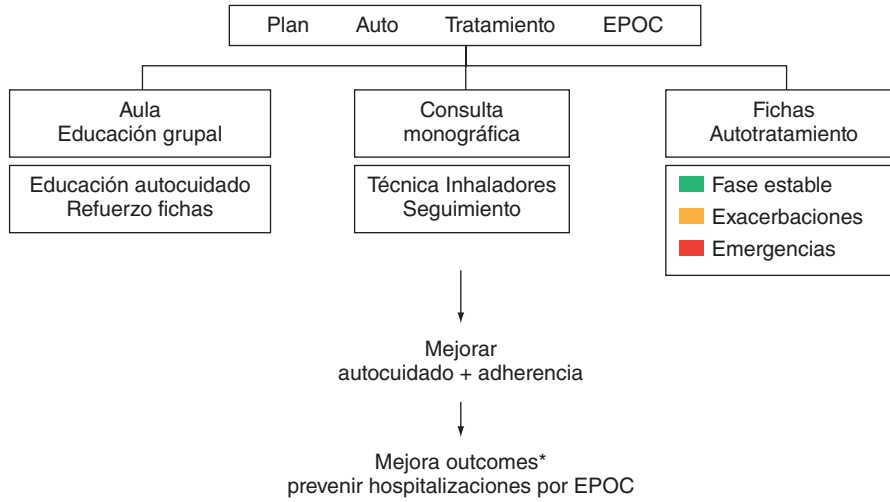 Plan Auto Tratamiento EPOC
Aula
Educación grupal
Consulta
monográfica
Fichas
Autotratamiento
Educación autocuidado
Refuerzo fichas
Técnica Inhaladores
Seguimiento
Fase estable
Exacerbaciones
Emergencias
Mejorar
autocuidado + adherencia
Mejora outcomes*
prevenir hospitalizaciones por EPOC